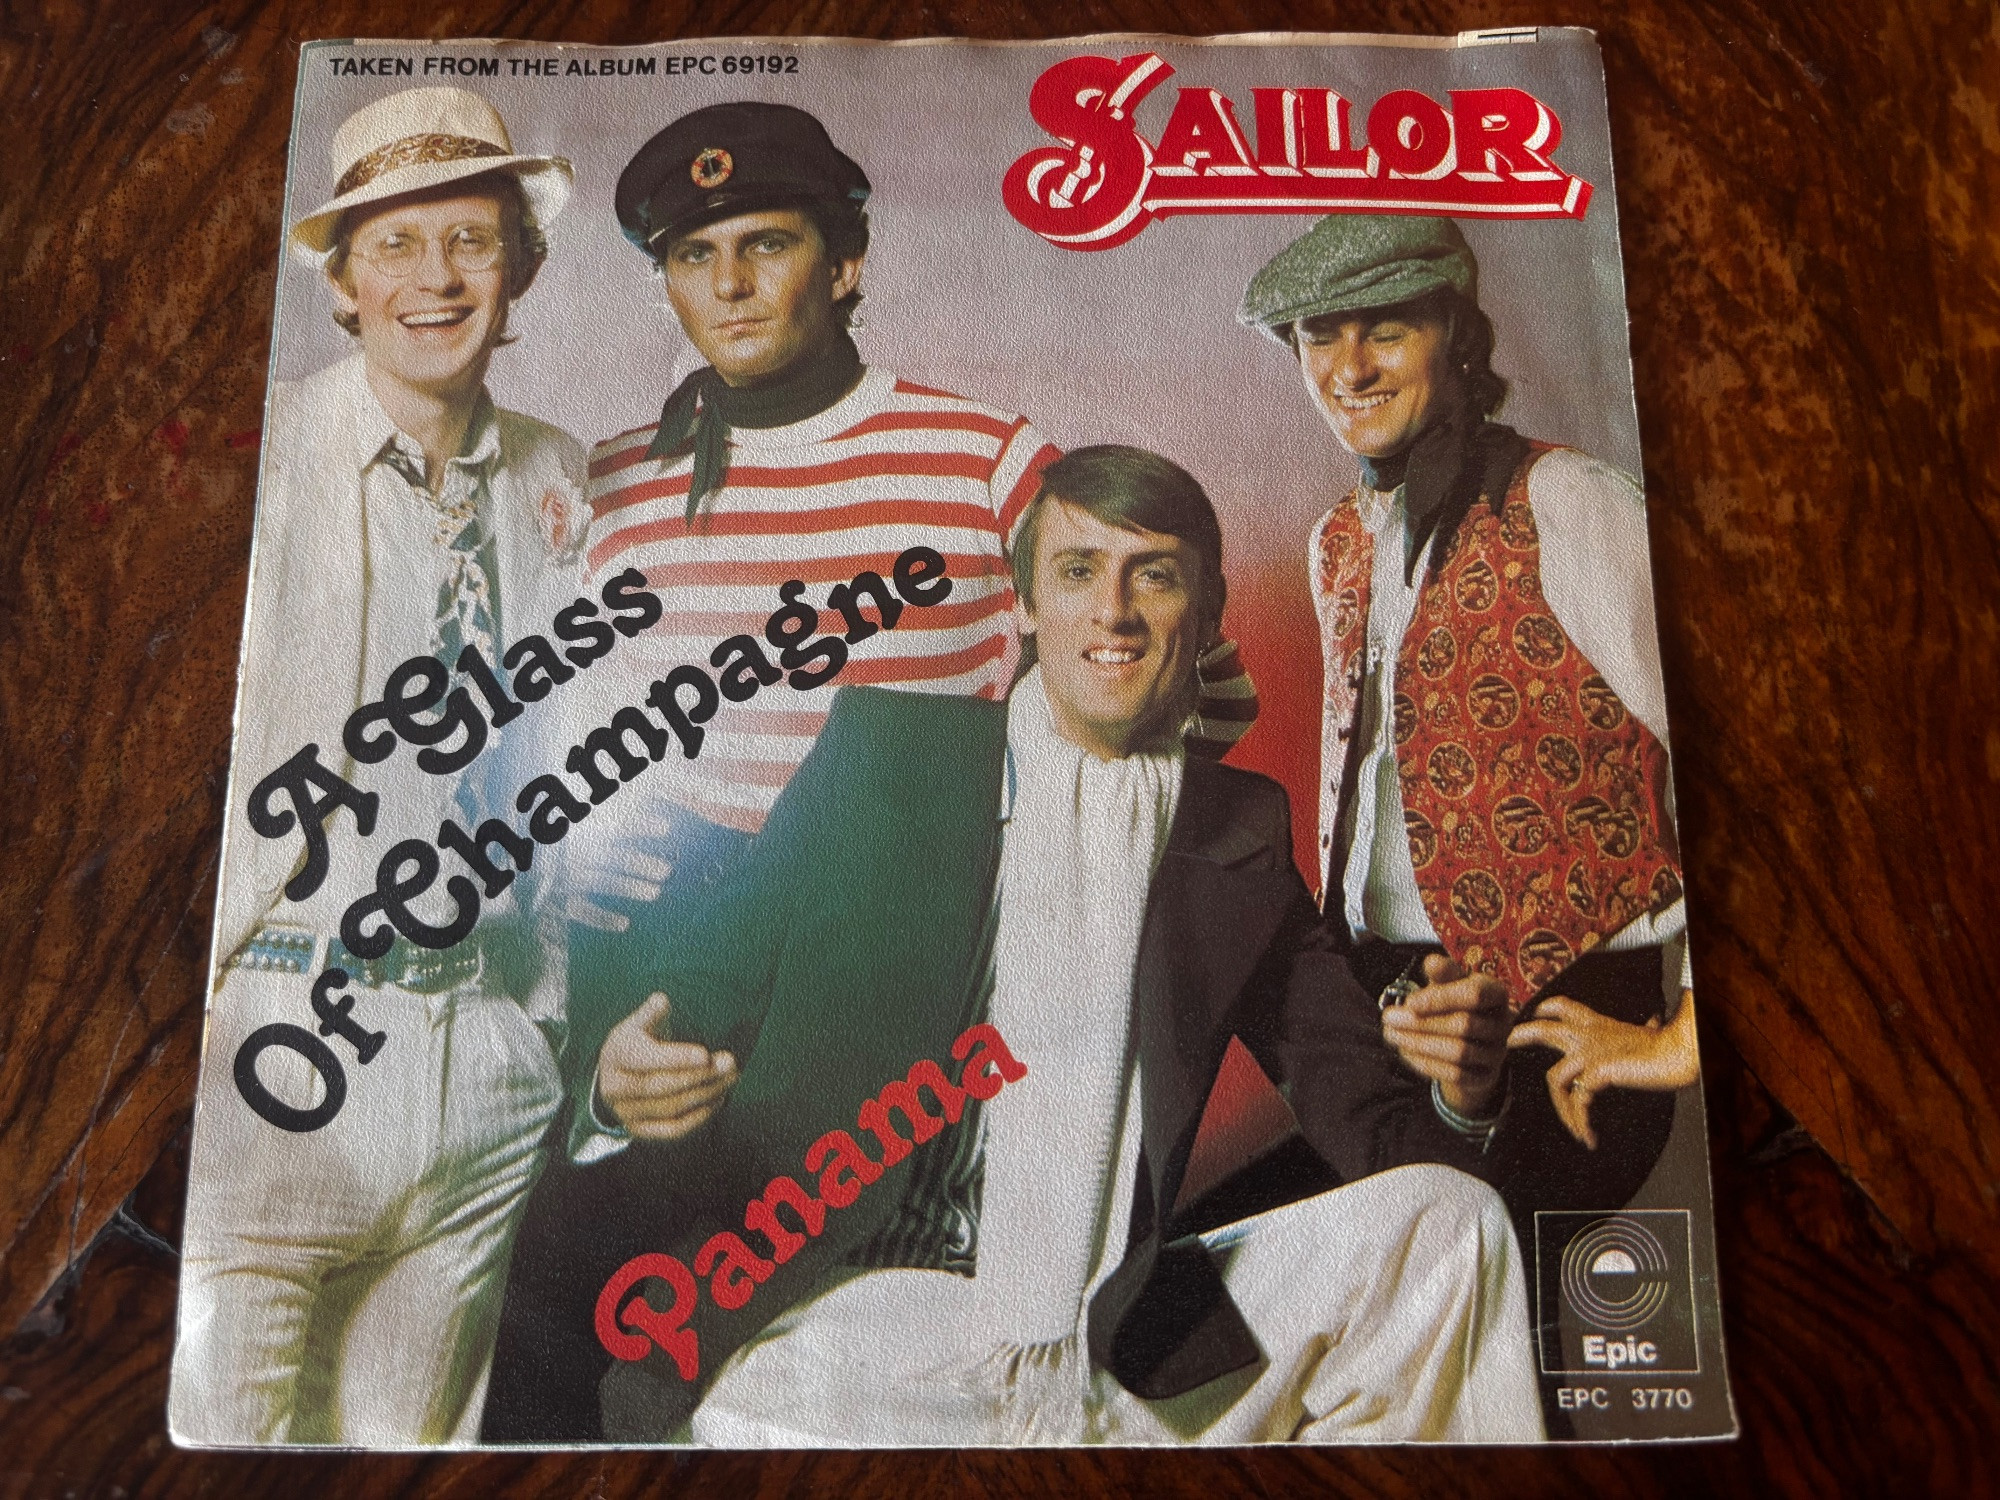 TAKEN FROM THE ALBUM EPC 69192
SAILOR
A Glass
Of Champagne
Panama
Epic
EPC 3770